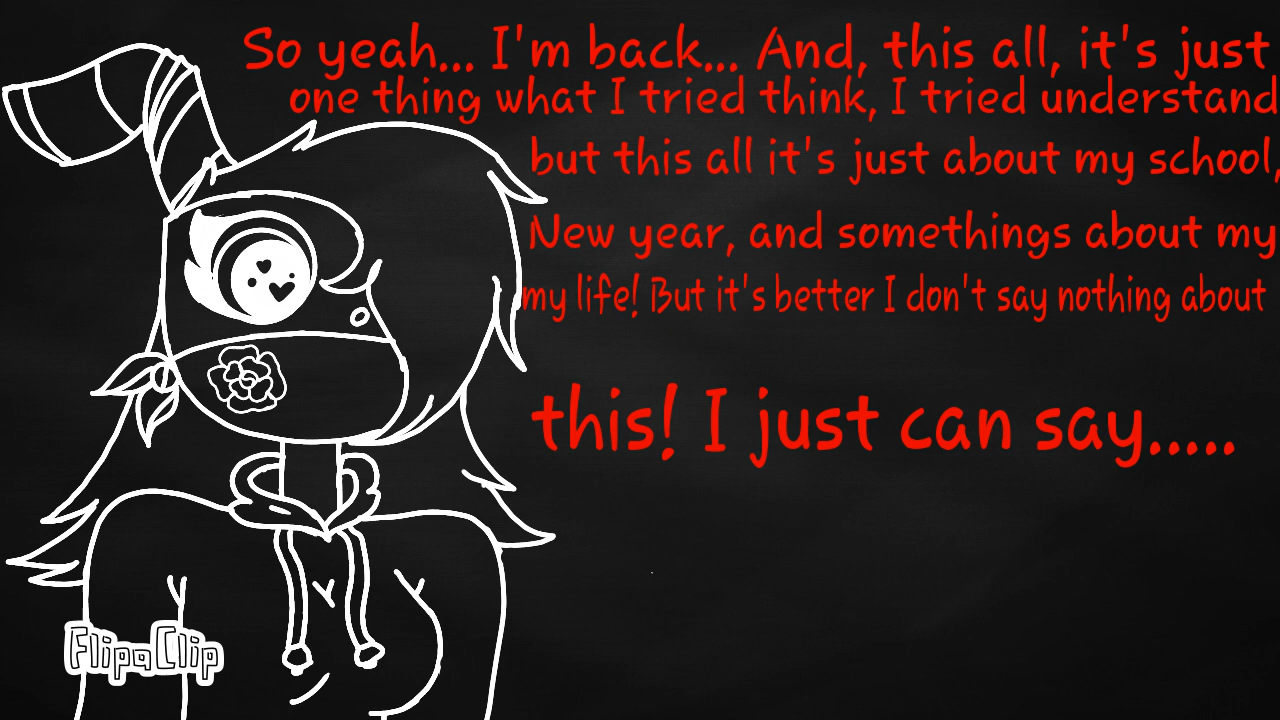 So yeah... I'm back... And, this all, it's just
one thing what I tried think, I tried understand
but this all it's just about my school,
New year, and somethings about my
my life! But it's better I don't say nothing about
this! I just can say.....
FlipaClip